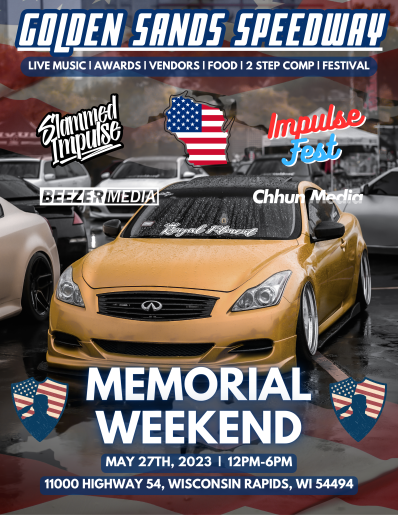 GOLDEN SANDS SPEEDWAY
LIVE MUSIC | AWARDS | VENDORS | FOOD | 2 STEP COMP | FESTIVAL
Slammed
Impulse
Impulse
Fest
BEEZER MEDIA
Chhun Media
MEMORIAL
WEEKEND
MAY 27TH, 2023 | 12PM-6PM
11000 HIGHWAY 54, WISCONSIN RAPIDS, WI 54494